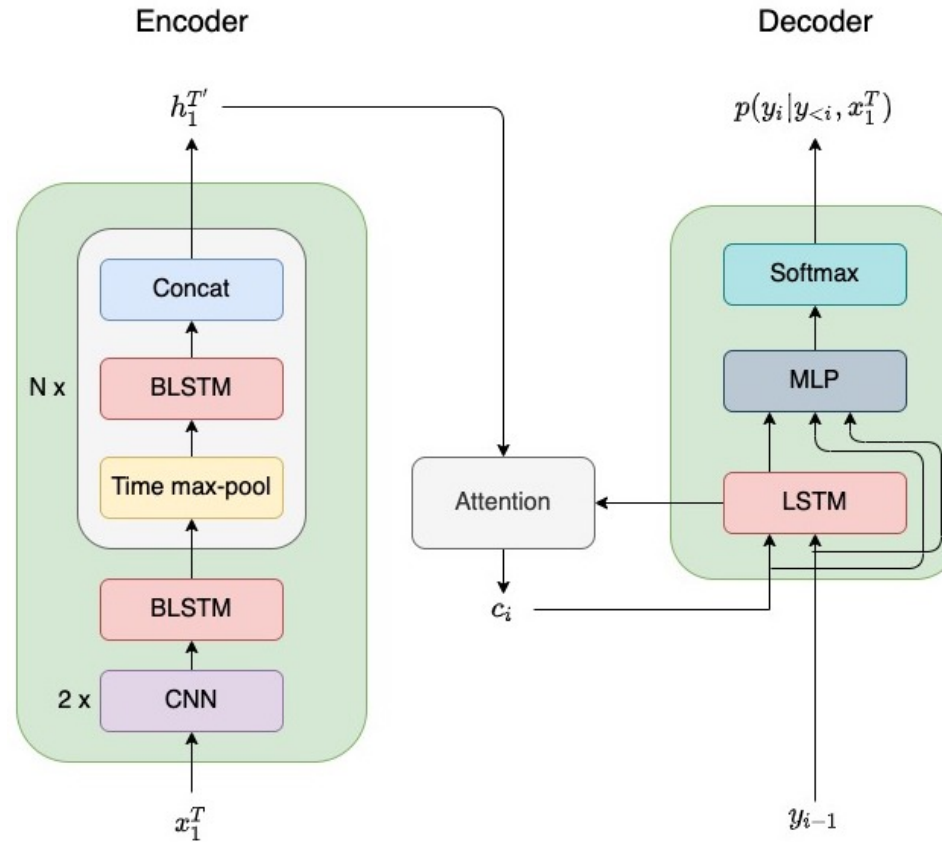 Encoder
Decoder
$h_1^{T'}$
$p(y_i|y_{<i}, x_1^T)$
Concat
Softmax
N x
BLSTM
MLP
Time max-pool
Attention
LSTM
BLSTM
$c_i$
2 x
CNN
$x_1^T$
$y_{i-1}$